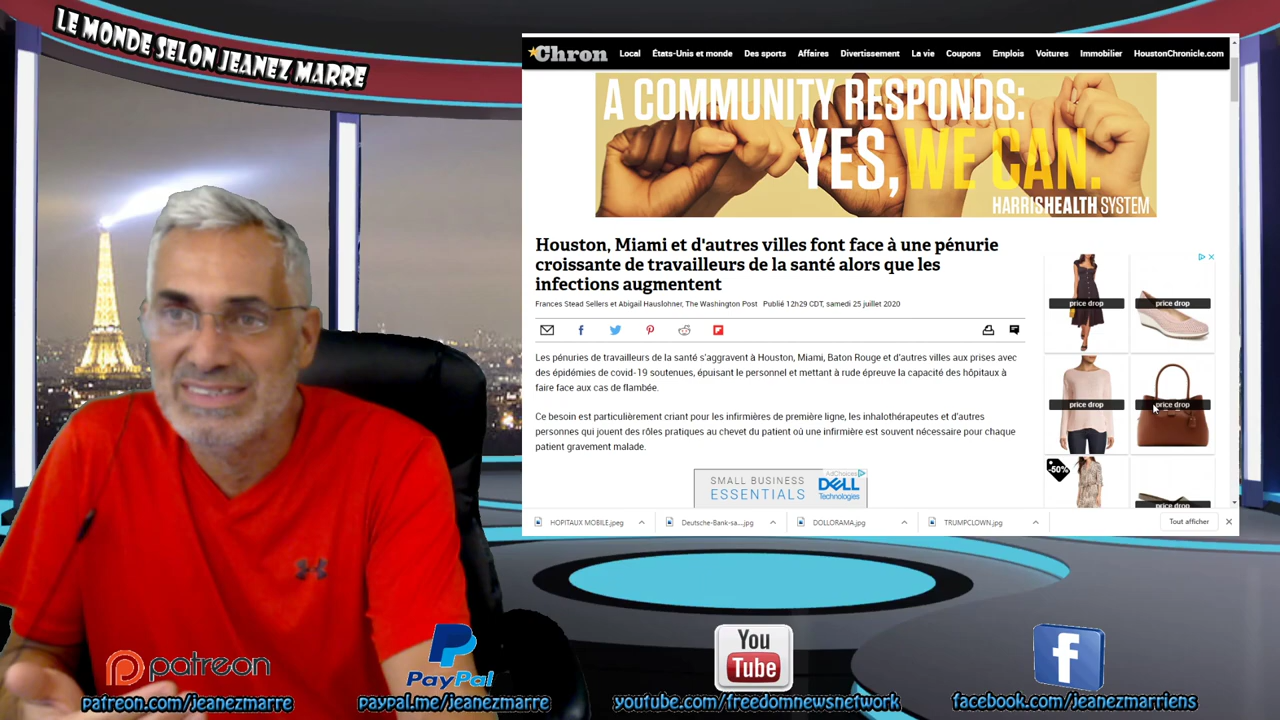 LE MONDE SELON JEANEZ MARRE
Chron Local États-Unis et monde Des sports Affaires Divertissement La vie Coupons Emplois Voitures Immobilier HoustonChronicle.com
A COMMUNITY RESPONDS:
YES, WE CAN.
HARRISHEALTH SYSTEM
Houston, Miami et d'autres villes font face à une pénurie
croissante de travailleurs de la santé alors que les
infections augmentent
Frances Stead Sellers et Abigail Hauslohner, The Washington Post Publié 12h29 CDT, samedi 25 juillet 2020
Les pénuries de travailleurs de la santé s'aggravent à Houston, Miami, Baton Rouge et d'autres villes aux prises avec
des épidémies de covid-19 soutenues, épuisant le personnel et mettant à rude épreuve la capacité des hôpitaux à
faire face aux cas de flambée.
Ce besoin est particulièrement criant pour les infirmières de première ligne, les inhalothérapeutes et d'autres
personnes qui jouent des rôles pratiques au chevet du patient où une infirmière est souvent nécessaire pour chaque
patient gravement malade.
price drop price drop
price drop price drop
-50%
price drop
AdChoices
SMALL BUSINESS
ESSENTIALS
DELL
Technologies
HOPITAUX MOBILE.jpeg Deutsche-Bank-sa....jpg DOLLORAMA.jpg TRUMPCLOWN.jpg Tout afficher
patreon
patreon.com/jeanezmarre
PayPal
paypal.me/jeanezmarre
You
Tube
youtube.com/freedomnewsnetwork
f
facebook.com/jeanezmarriens